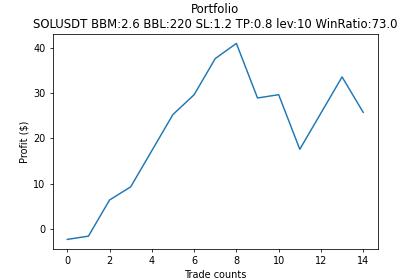 Portfolio
SOLUSDT BBM:2.6 BBL:220 SL:1.2 TP:0.8 lev:10 WinRatio:73.0
40
30
20
10
0
Profit ($)
0 2 4 6 8 10 12 14
Trade counts